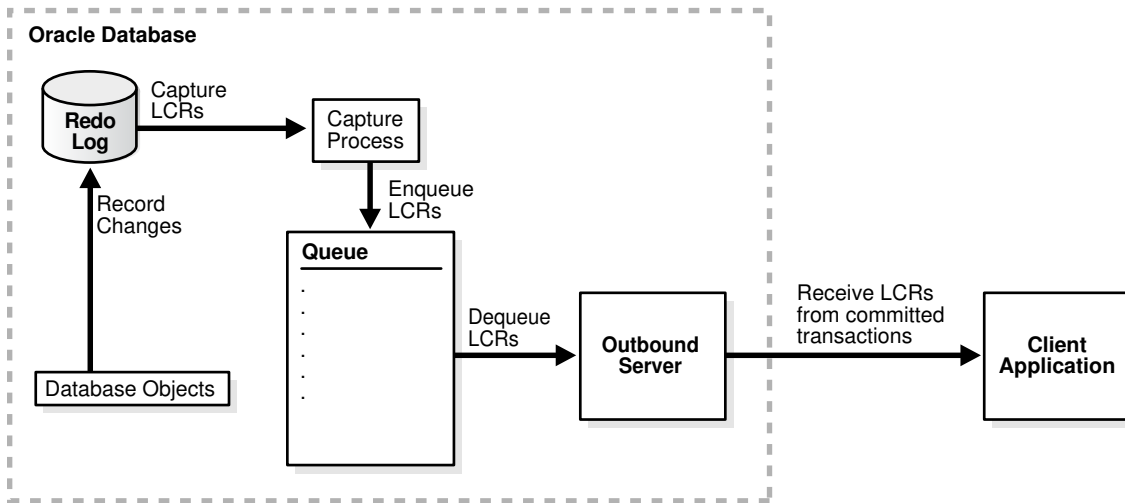 Oracle Database
Redo
Log
Capture
LCRs
Capture
Process
Record
Changes
Enqueue
LCRs
Queue
.
.
.
.
.
.
Database Objects
Dequeue
LCRs
Outbound
Server
Receive LCRs
from committed
transactions
Client
Application